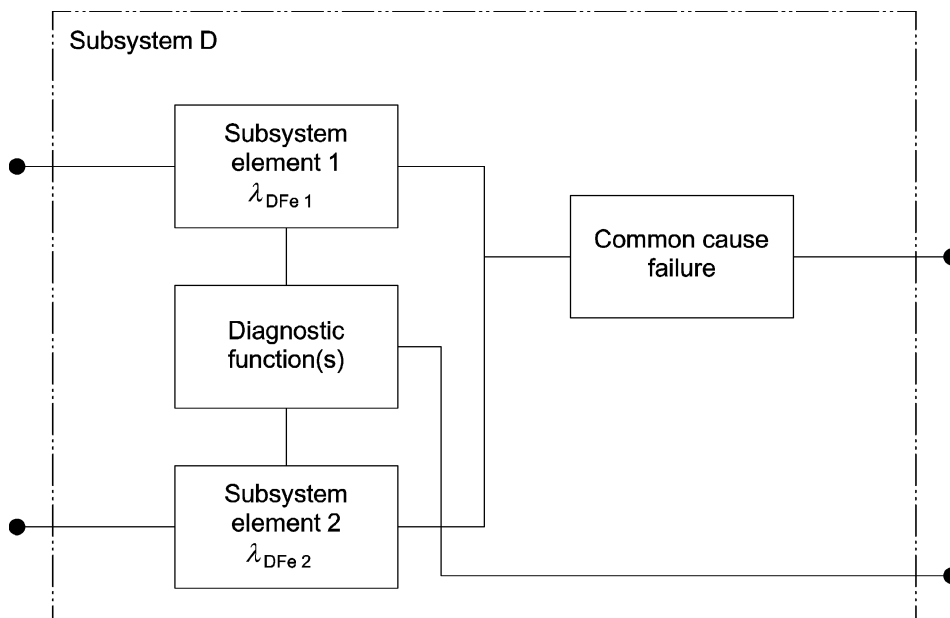 Subsystem D
Subsystem
element 1
λDFe 1
Common cause
failure
Diagnostic
function(s)
Subsystem
element 2
λDFe 2